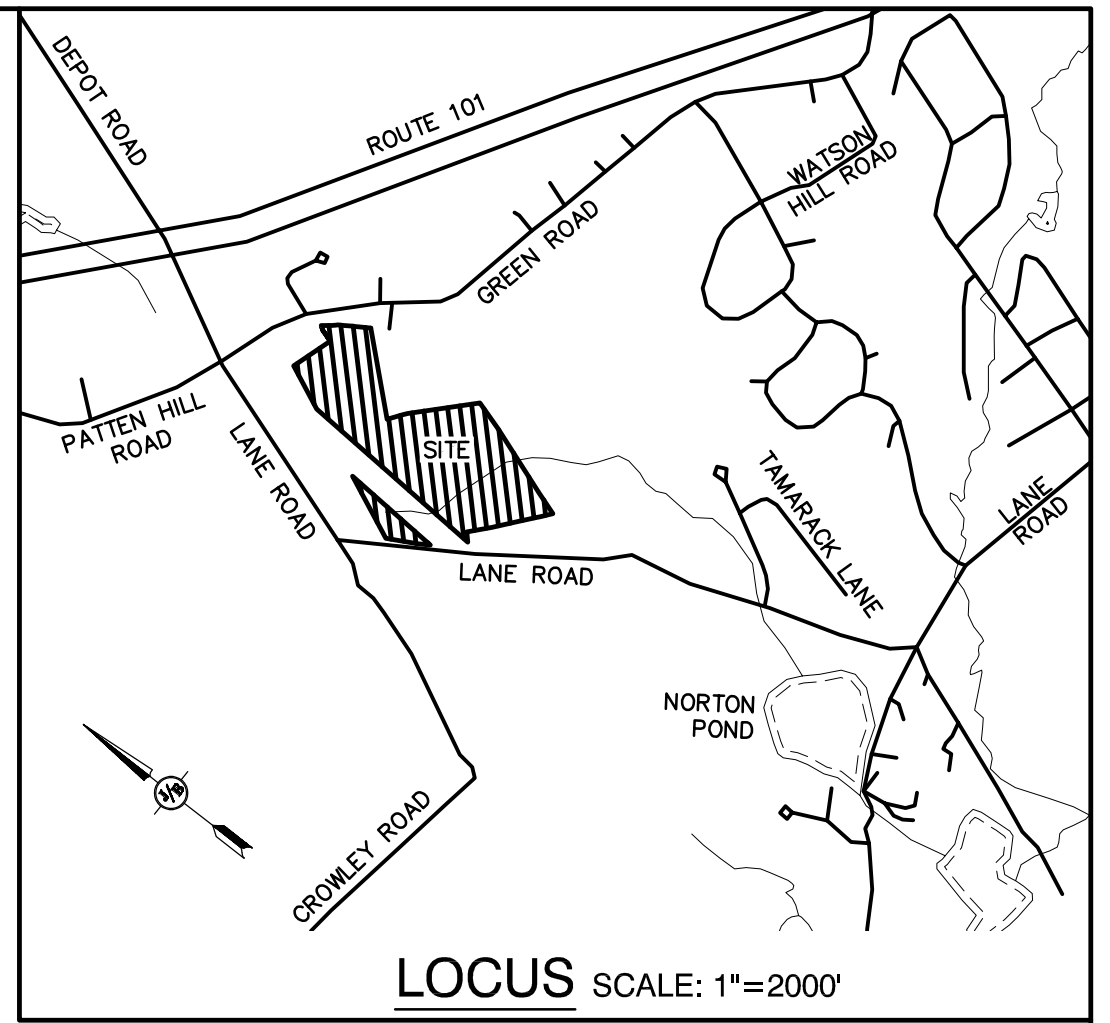 DEPOT ROAD
ROUTE 101
WATSON
HILL ROAD
GREEN ROAD
PATTEN HILL
ROAD
LANE ROAD
SITE
TAMARACK LANE
LANE
ROAD
LANE ROAD
NORTON
POND
J/B
CROWLEY ROAD
LOCUS SCALE: 1"=2000'